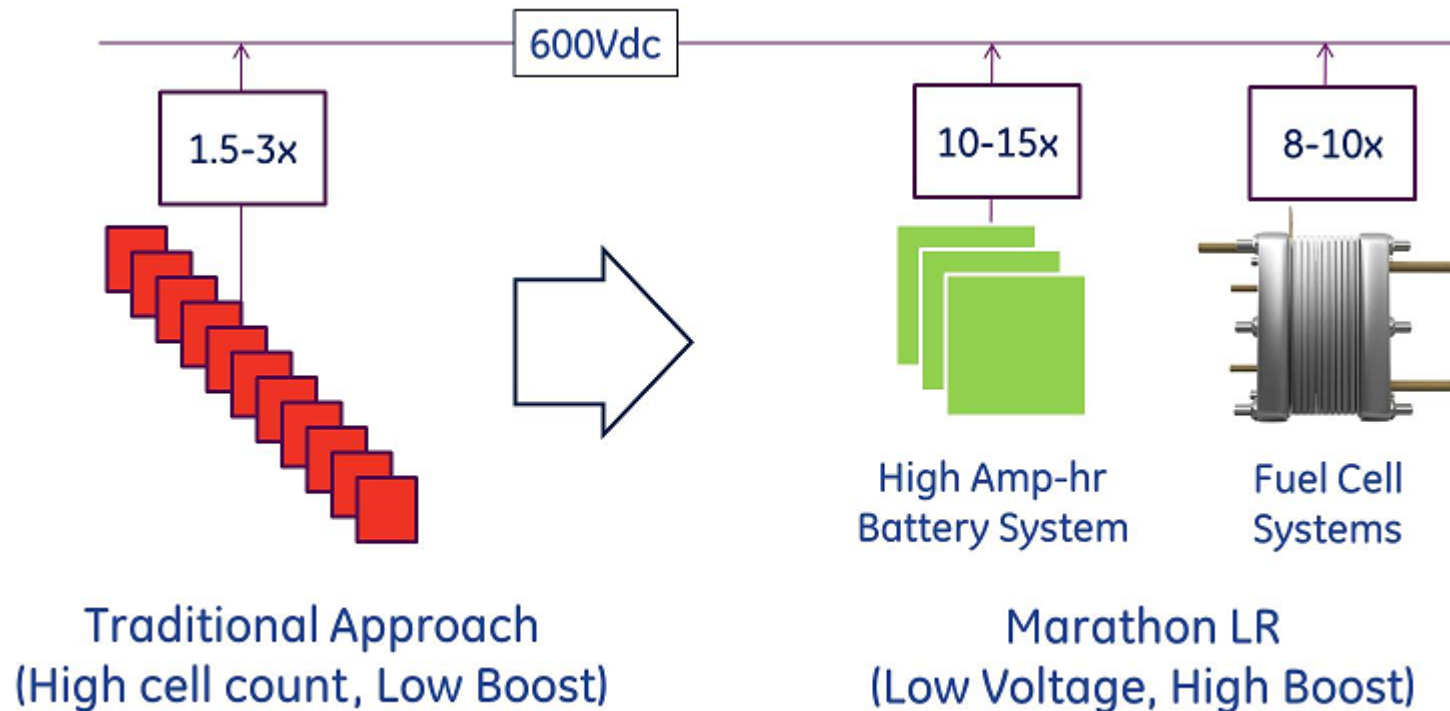 600Vdc
1.5-3x
10-15x
8-10x
High Amp-hr
Battery System
Fuel Cell
Systems
Traditional Approach
(High cell count, Low Boost)
Marathon LR
(Low Voltage, High Boost)